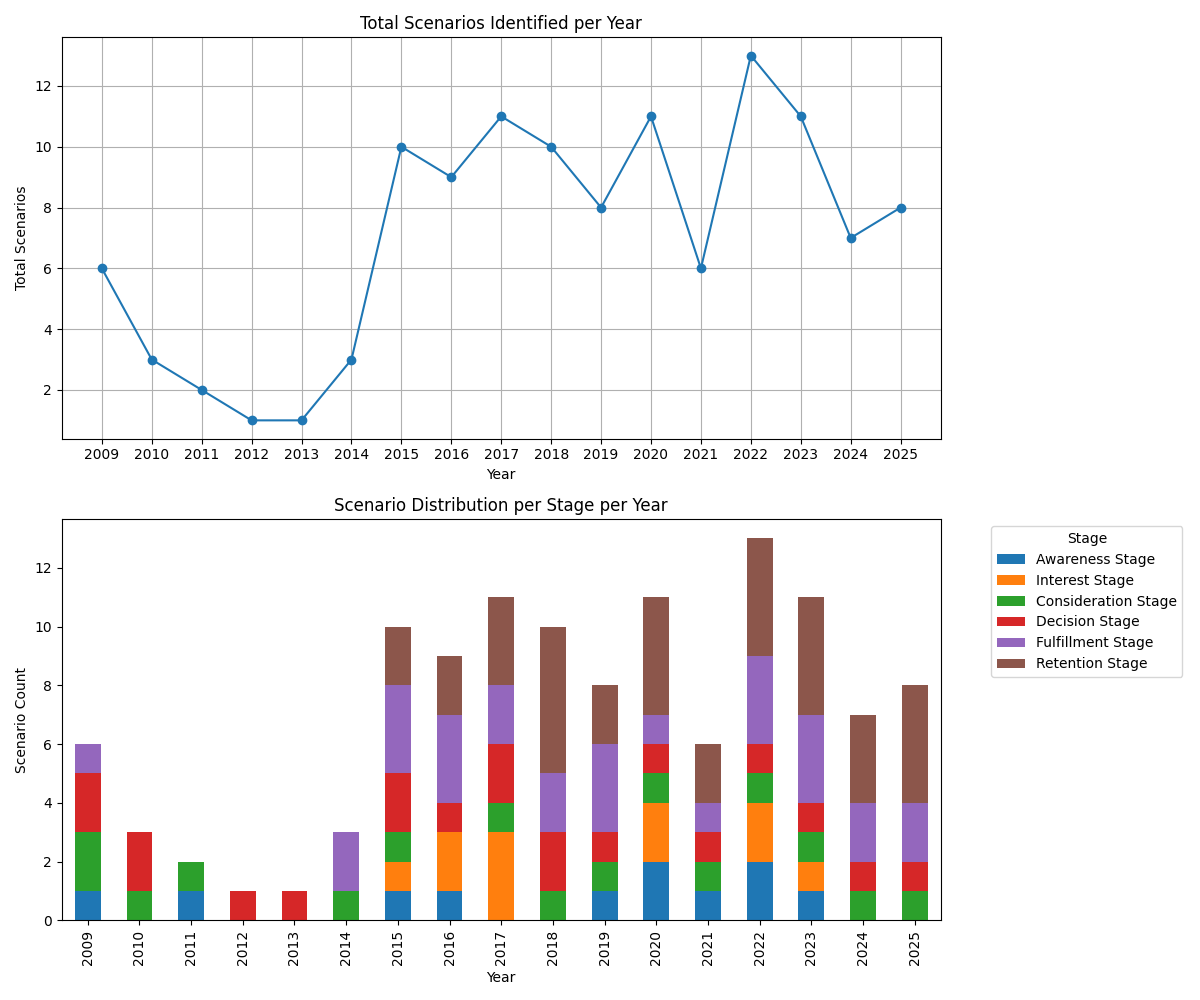 Total Scenarios Identified per Year
Total Scenarios
12
10
8
6
4
2
2009 2010 2011 2012 2013 2014 2015 2016 2017 2018 2019 2020 2021 2022 2023 2024 2025
Year
Scenario Distribution per Stage per Year
Scenario Count
12
10
8
6
4
2
0
2009 2010 2011 2012 2013 2014 2015 2016 2017 2018 2019 2020 2021 2022 2023 2024 2025
Year
Stage
Awareness Stage
Interest Stage
Consideration Stage
Decision Stage
Fulfillment Stage
Retention Stage